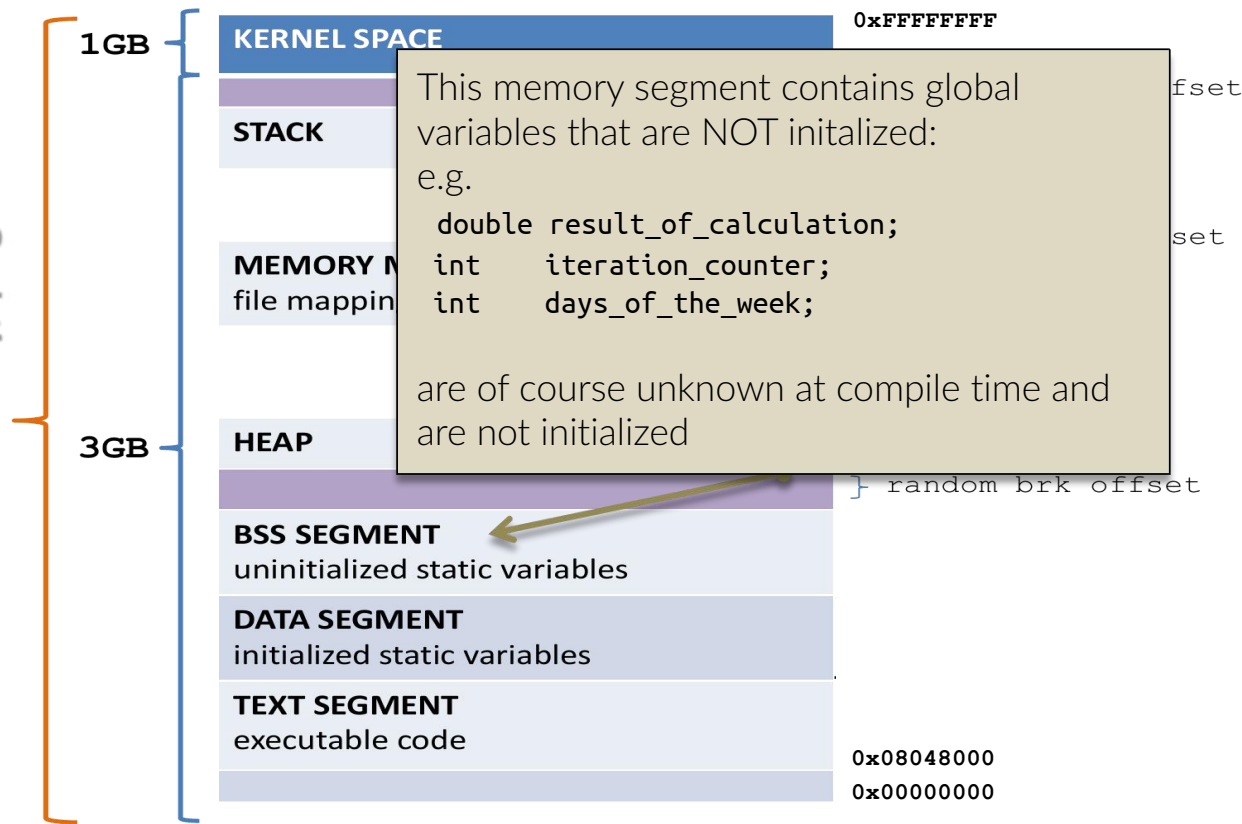 0xFFFFFFFF
1GB
KERNEL SPACE
This memory segment contains global
variables that are NOT initalized:
e.g.
double result_of_calculation;
int iteration_counter;
int days_of_the_week;
are of course unknown at compile time and
are not initialized
fset
STACK
set
MEMORY M
file mappin
3GB
HEAP
} random brk offset
BSS SEGMENT
uninitialized static variables
DATA SEGMENT
initialized static variables
TEXT SEGMENT
executable code
0x08048000
0x00000000